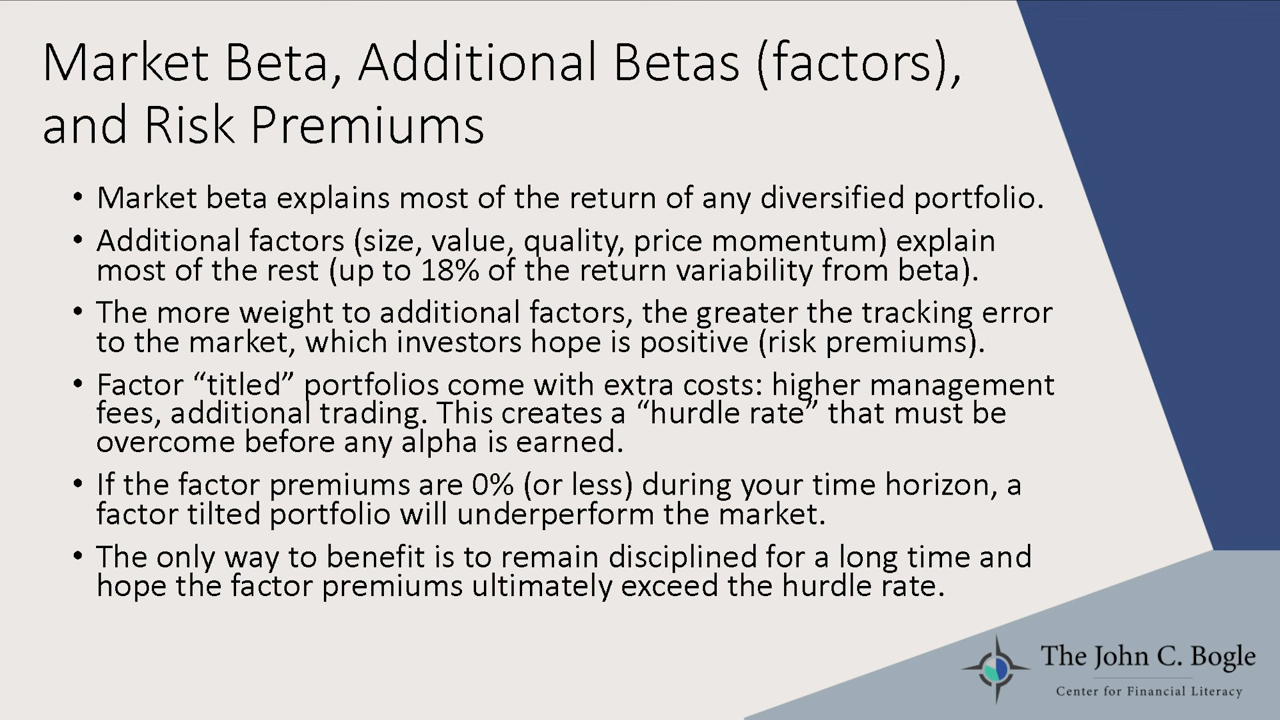 Market Beta, Additional Betas (factors),
and Risk Premiums
• Market beta explains most of the return of any diversified portfolio.
• Additional factors (size, value, quality, price momentum) explain
most of the rest (up to 18% of the return variability from beta).
• The more weight to additional factors, the greater the tracking error
to the market, which investors hope is positive (risk premiums).
• Factor “titled” portfolios come with extra costs: higher management
fees, additional trading. This creates a “hurdle rate” that must be
overcome before any alpha is earned.
• If the factor premiums are 0% (or less) during your time horizon, a
factor tilted portfolio will underperform the market.
• The only way to benefit is to remain disciplined for a long time and
hope the factor premiums ultimately exceed the hurdle rate.
The John C. Bogle
Center for Financial Literacy